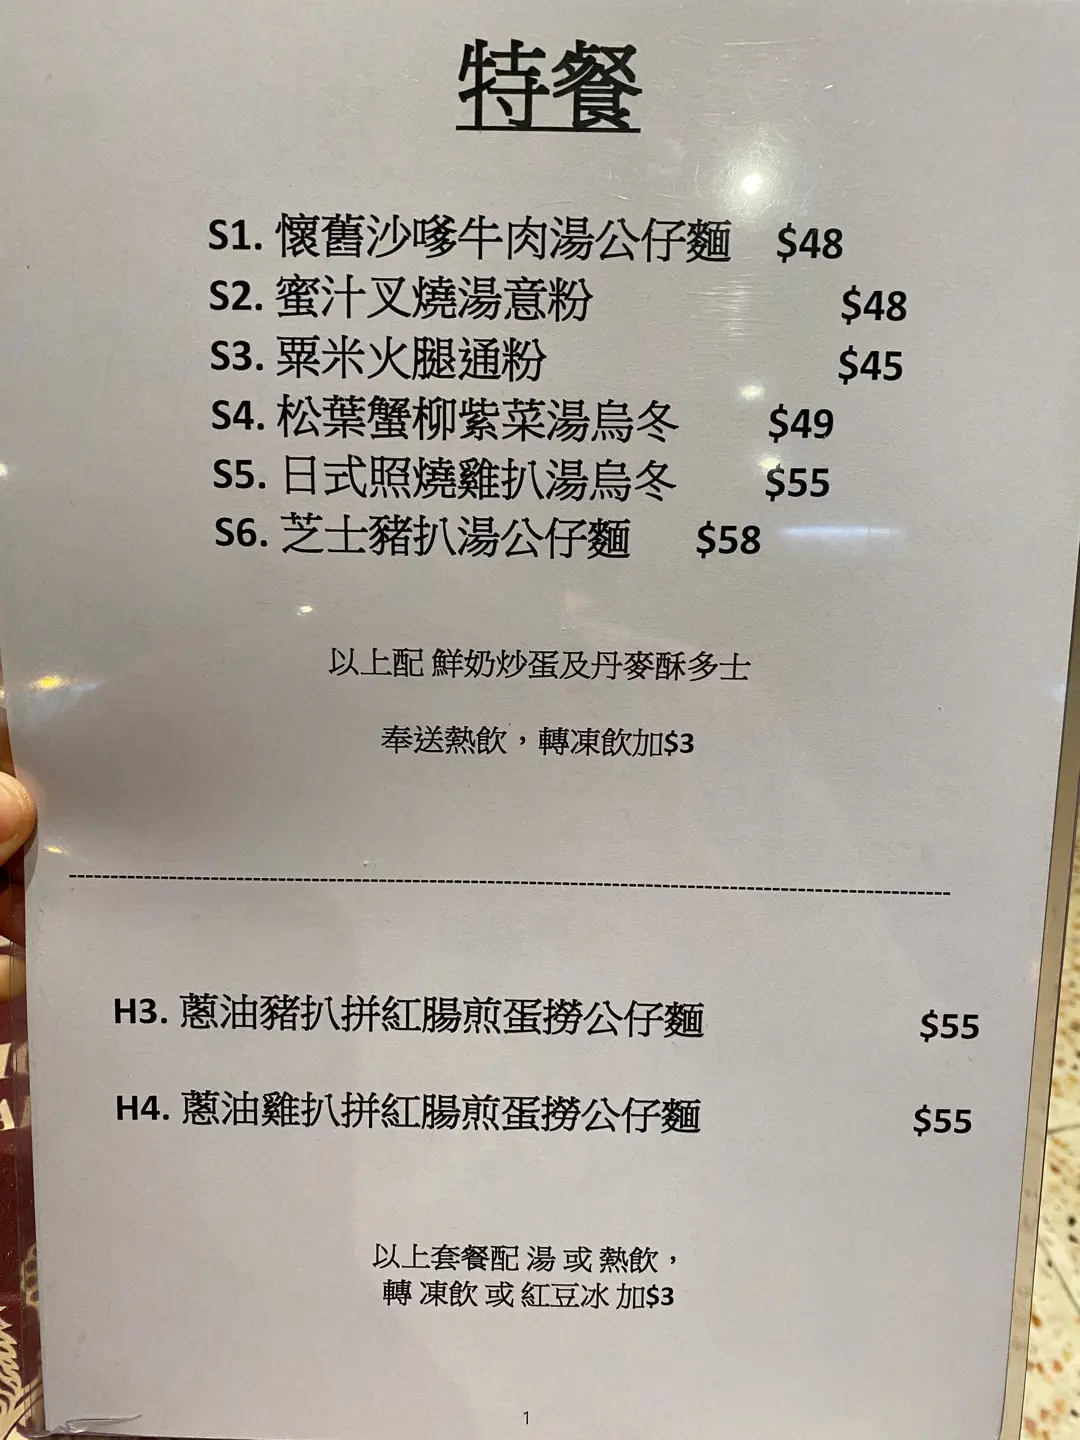 特餐
S1. 懷舊沙嗲牛肉湯公仔麵 $48
S2. 蜜汁叉燒湯意粉 $48
S3. 粟米火腿通粉 $45
S4. 松葉蟹柳紫菜湯烏冬 $49
S5. 日式照燒雞扒湯烏冬 $55
S6. 芝士豬扒湯公仔麵 $58
以上配 鮮奶炒蛋及丹麥酥多士
奉送熱飲，轉凍飲加$3
H3. 蔥油豬扒拼紅腸煎蛋撈公仔麵 $55
H4. 蔥油雞扒拼紅腸煎蛋撈公仔麵 $55
以上套餐配 湯 或 熱飲，
轉 凍飲 或 紅豆冰 加$3
1